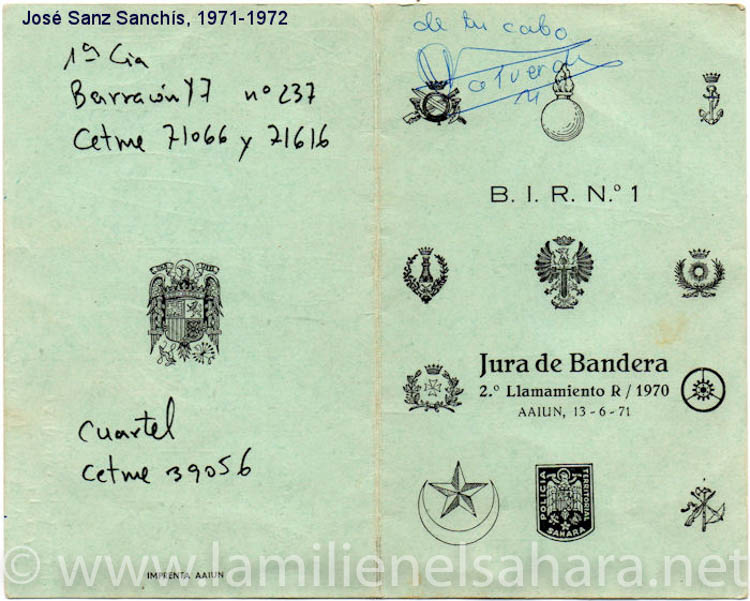 José Sanz Sanchís, 1971-1972
1ª Cia
Barracón 47 nº 237
Cetme 71066 y 71616
Cuartel
Cetme 39056
IMPRENTA AAIUN
de tu cabo
B. I. R. N.º 1
Jura de Bandera
2.º Llamamiento R / 1970
AAIUN, 13 - 6 - 71
POLICIA
TERRITORIAL
SAHARA
© www.lamilienelsahara.net